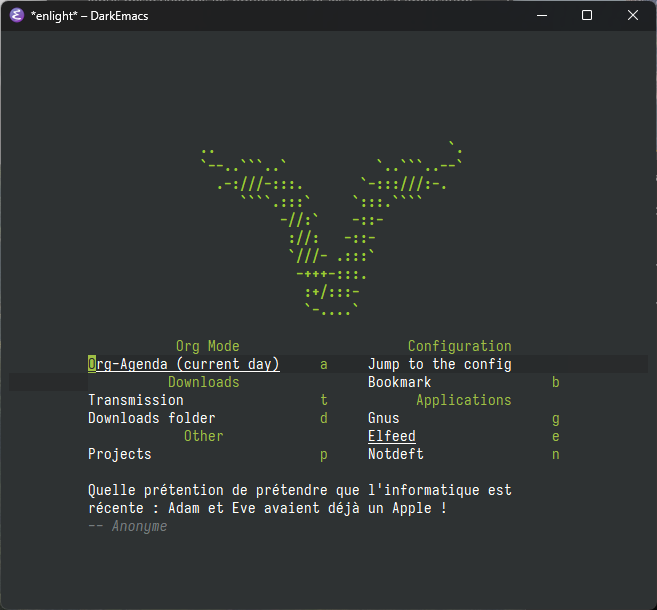 *enlight* – DarkEmacs
..                             `.
`--..```..`           `..```..--`
.-:///-:::.       `-:::///:-.
````.:::`     `:::.````
-//:`    -::-
://:   -::-
`///- .:::`
-+++-:::.
:+/:::-
`-....`
Org Mode Configuration
Org-Agenda (current day) a Jump to the config
Downloads Bookmark b
Transmission t Applications
Downloads folder d Gnus g
Other Elfeed e
Projects p Notdeft n
Quelle prétention de prétendre que l'informatique est
récente : Adam et Eve avaient déjà un Apple !
-- Anonyme